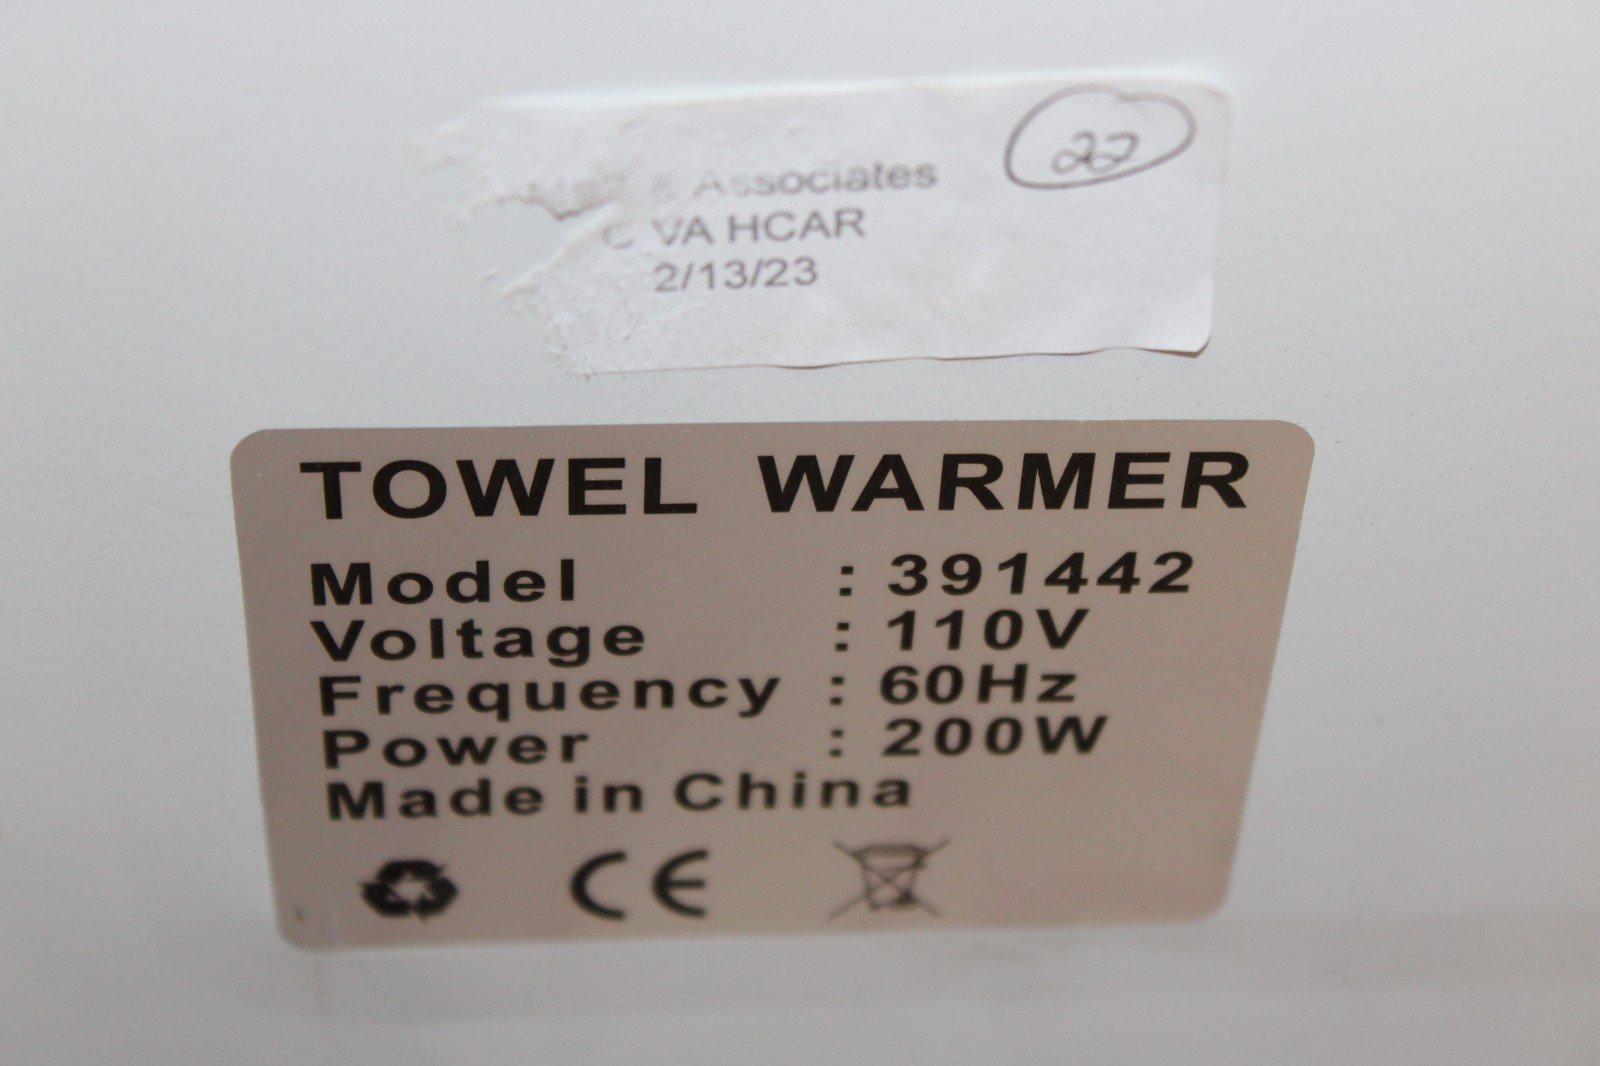 22
& Associates
C VA HCAR
2/13/23
TOWEL WARMER
Model : 391442
Voltage : 110V
Frequency : 60Hz
Power : 200W
Made in China
CE